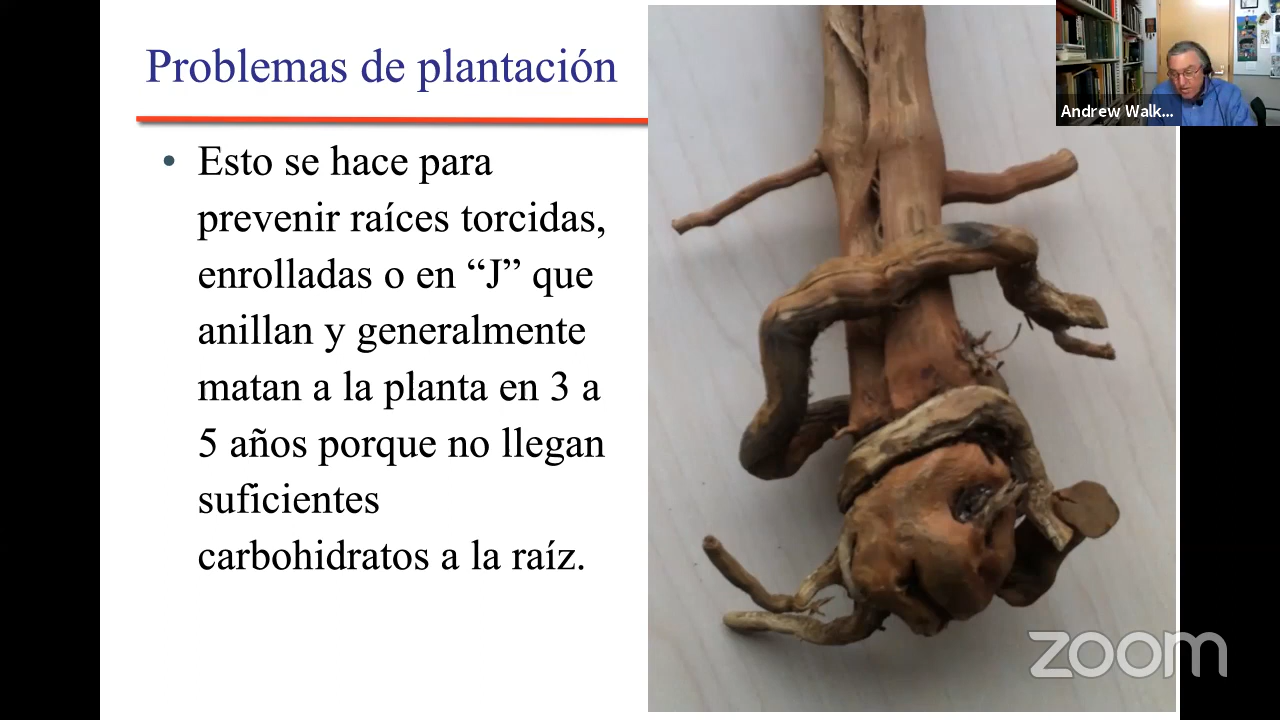 Problemas de plantación
• Esto se hace para
prevenir raíces torcidas,
enrolladas o en “J” que
anillan y generalmente
matan a la planta en 3 a
5 años porque no llegan
suficientes
carbohidratos a la raíz.
Andrew Walk...
zoom